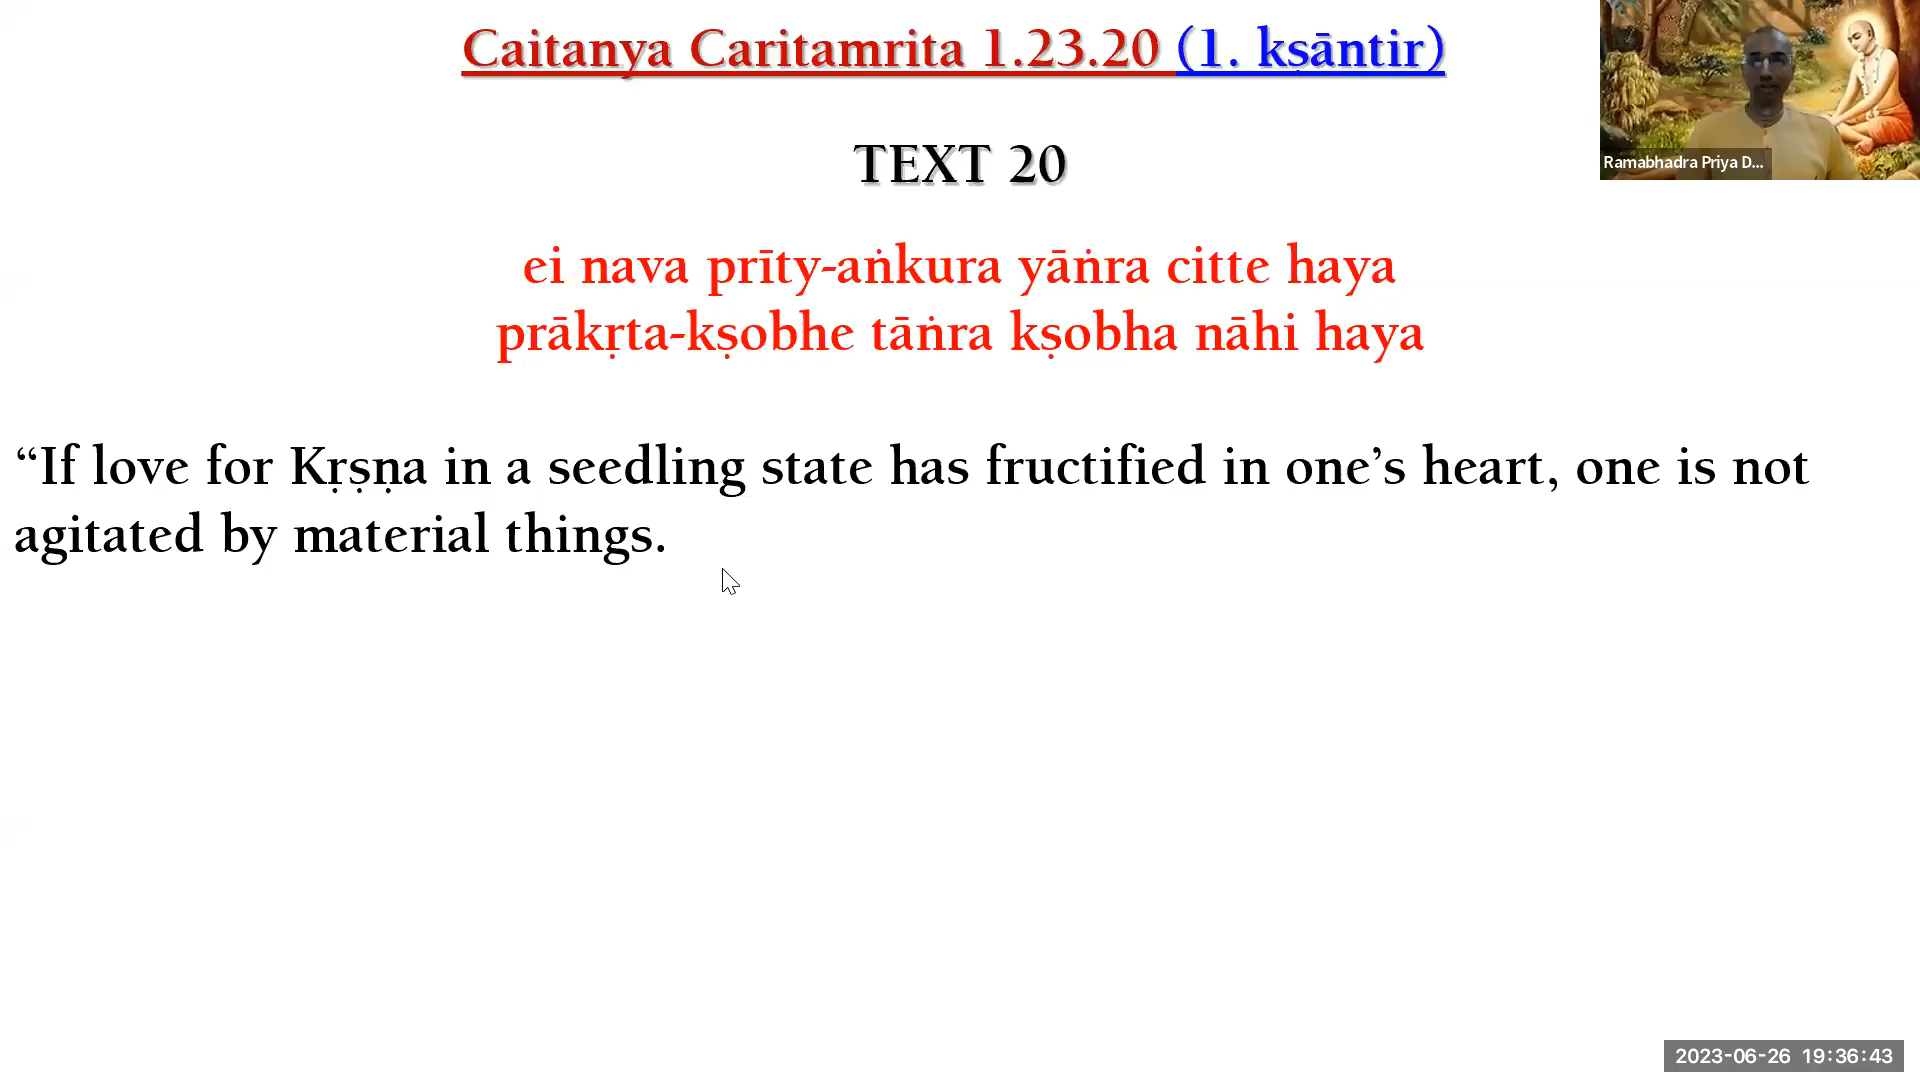 Caitanya Caritamrita 1.23.20 (1. kṣāntir)
Ramabhadra Priya D...
TEXT 20
ei nava prīty-aṅkura yāṅra citte haya
prākṛta-kṣobhe tāṅra kṣobha nāhi haya
“If love for Kṛṣṇa in a seedling state has fructified in one’s heart, one is not
agitated by material things.
2023-06-26 19:36:43